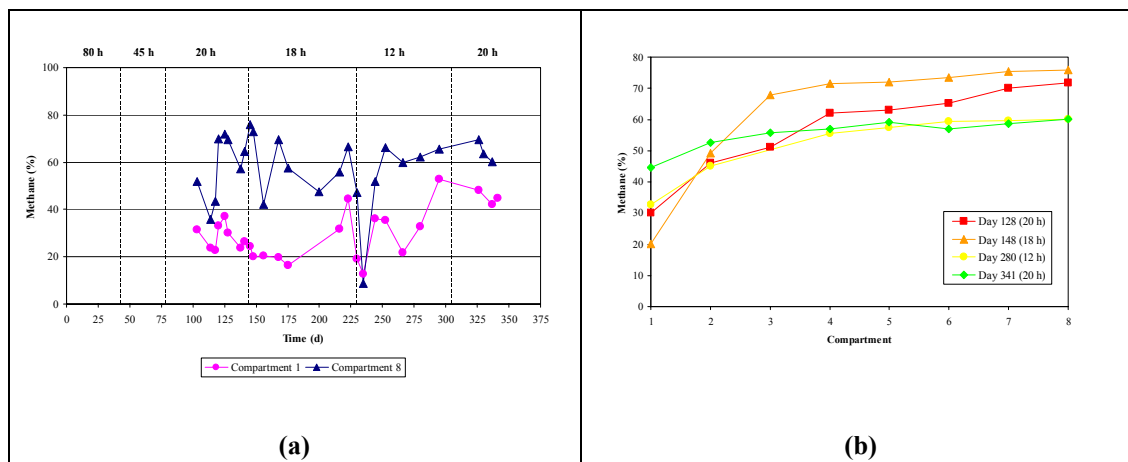 80 h 45 h 20 h 18 h 12 h 20 h
100
80
60
40
20
0
Methane (%)
0 25 50 75 100 125 150 175 200 225 250 275 300 325 350 375
Time (d)
Compartment 1 Compartment 8
(a)
80
70
60
50
40
30
20
10
0
Methane (%)
Day 128 (20 h)
Day 148 (18 h)
Day 280 (12 h)
Day 341 (20 h)
1 2 3 4 5 6 7 8
Compartment
(b)